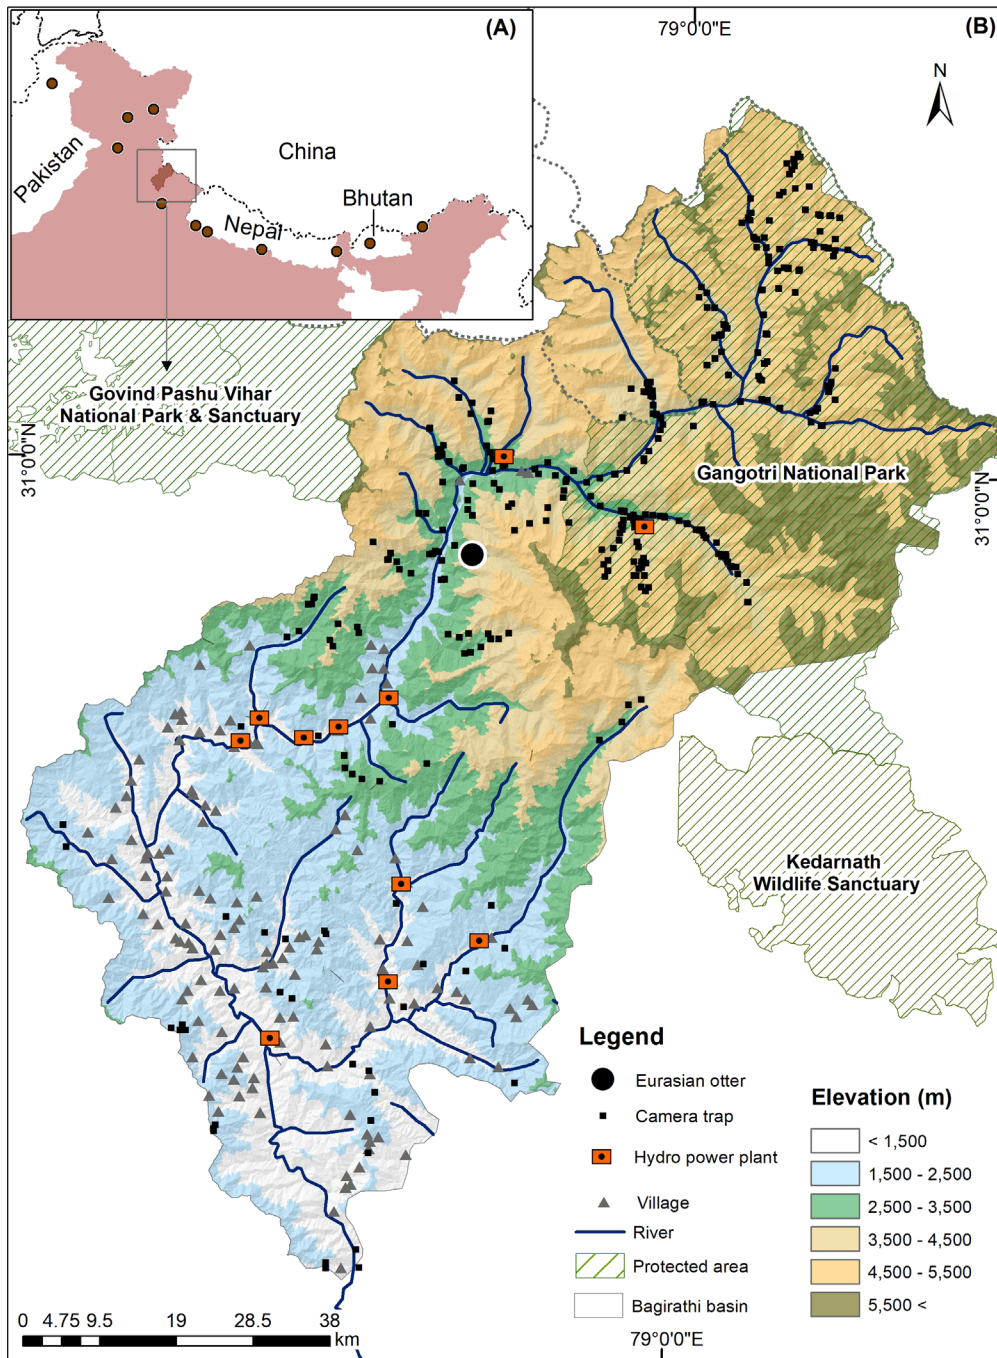 (A)
79°0'0"E
(B)
N
Pakistan
China
Bhutan
Nepal
Govind Pashu Vihar
National Park & Sanctuary
31°0'0"N
Gangotri National Park
31°0'0"N
Kedarnath
Wildlife Sanctuary
Legend
Eurasian otter
Camera trap
Hydro power plant
Village
River
Protected area
Bagirathi basin
Elevation (m)
< 1,500
1,500 - 2,500
2,500 - 3,500
3,500 - 4,500
4,500 - 5,500
5,500 <
0 4.75 9.5 19 28.5 38
km
79°0'0"E